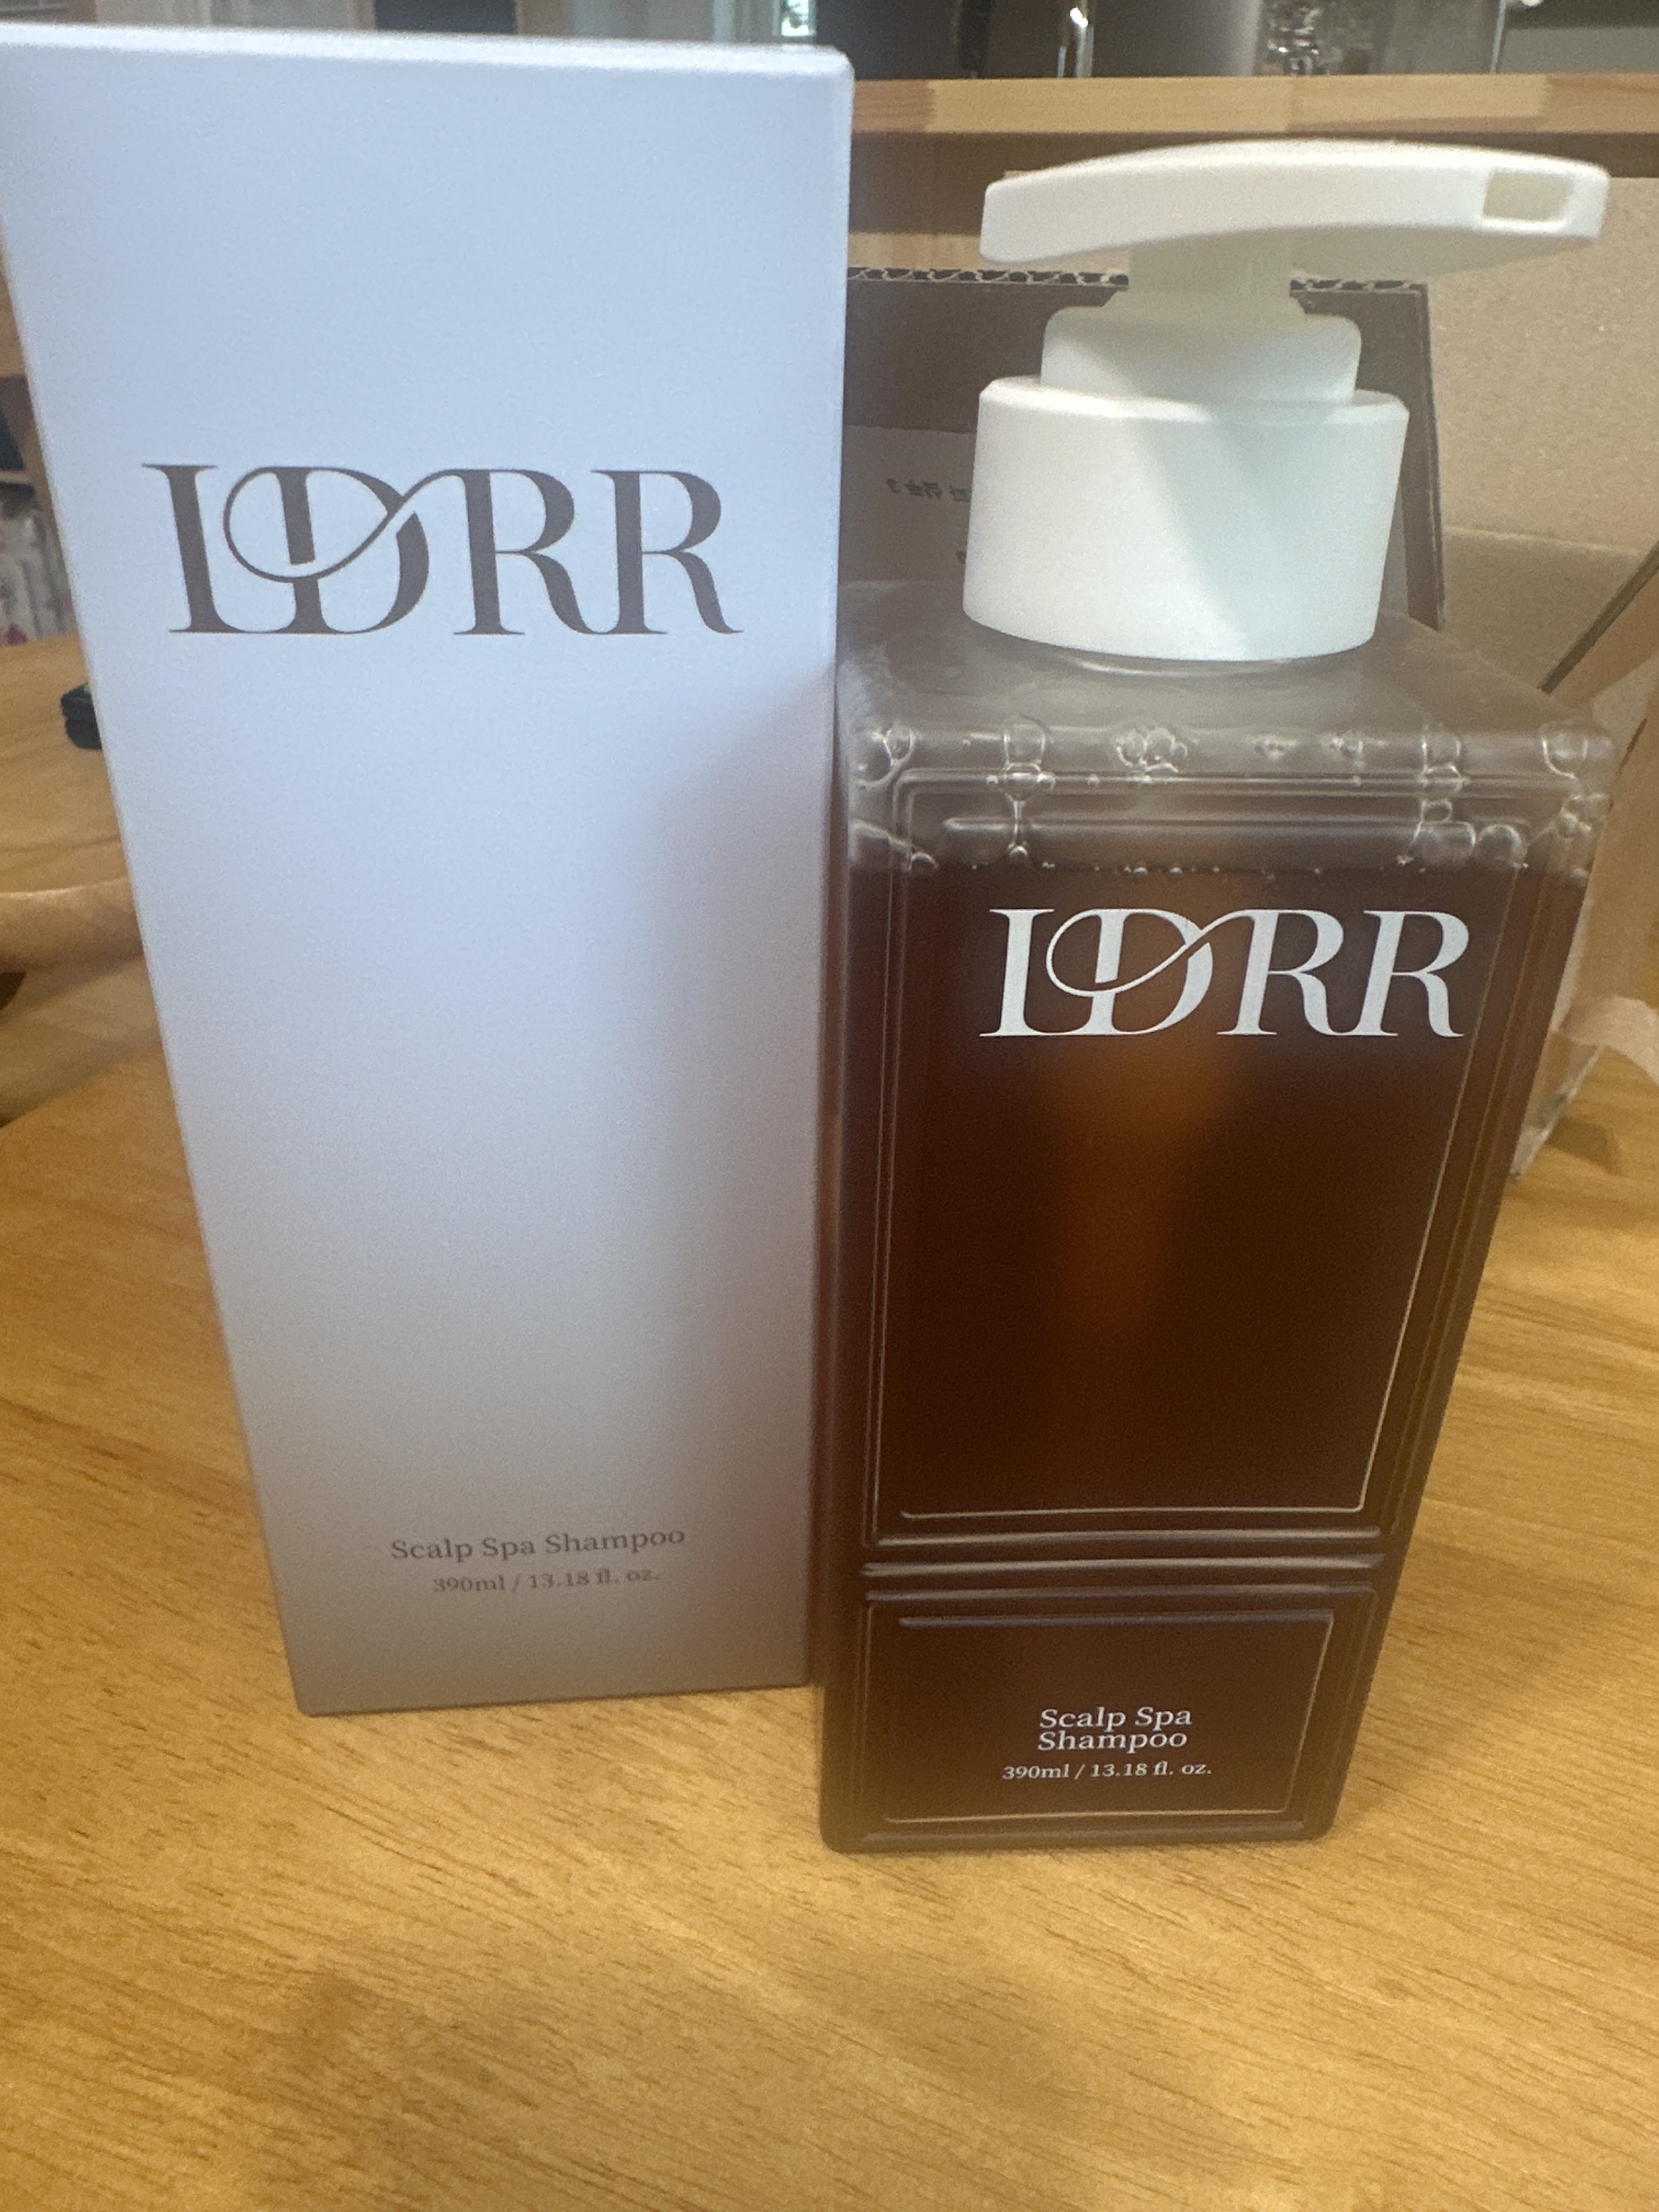 LDRR
Scalp Spa Shampoo
390ml / 13.18 fl. oz.
LDRR
Scalp Spa
Shampoo
390ml / 13.18 fl. oz.